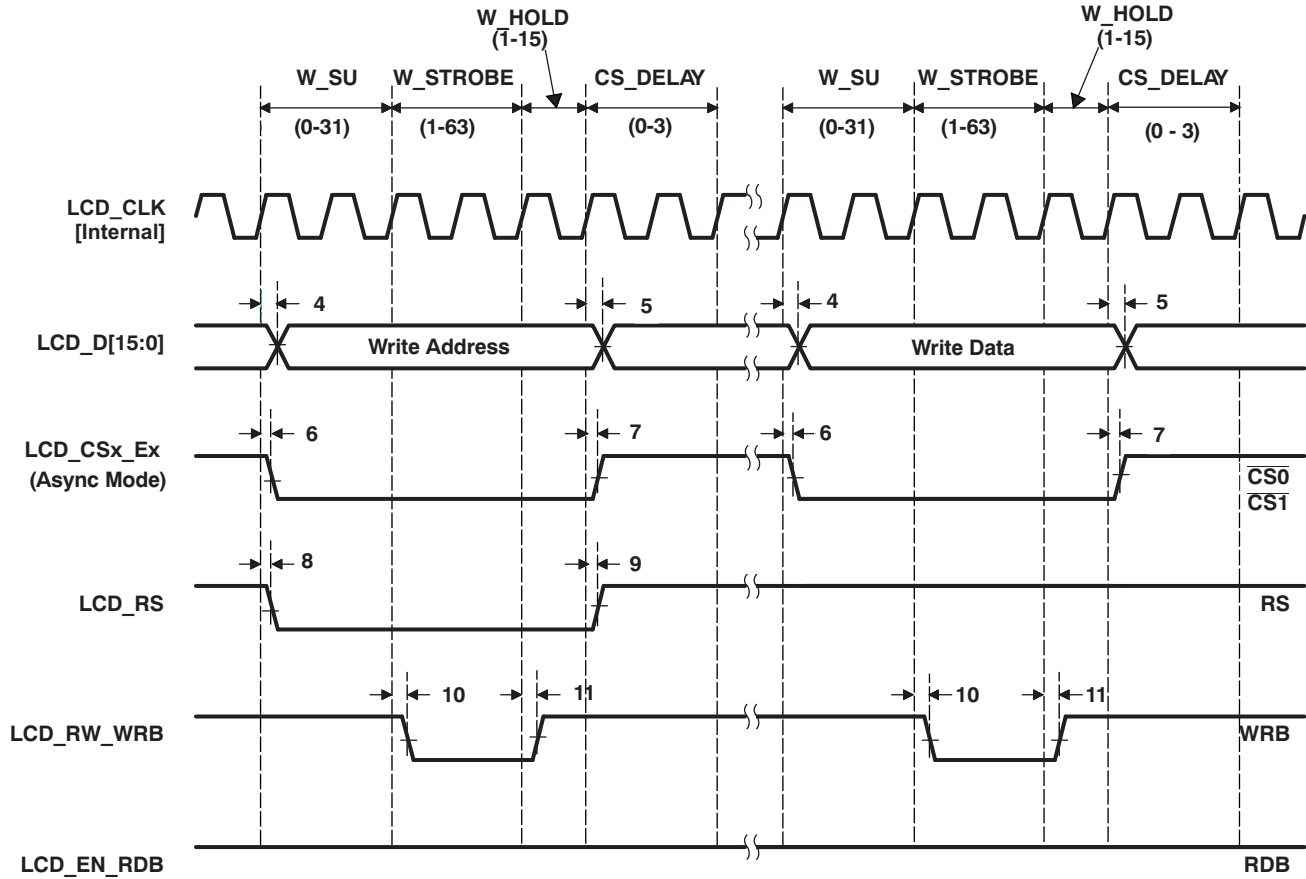 W_HOLD
(1-15)
W_HOLD
(1-15)
W_SU
W_STROBE
CS_DELAY
W_SU
W_STROBE
CS_DELAY
(0-31)
(1-63)
(0-3)
(0-31)
(1-63)
(0 - 3)
LCD_CLK
[Internal]
4
5
4
5
LCD_D[15:0]
Write Address
Write Data
6
7
6
7
LCD_CSx_Ex
(Async Mode)
CS0
CS1
8
9
LCD_RS
RS
10
11
10
11
LCD_RW_WRB
WRB
LCD_EN_RDB
RDB